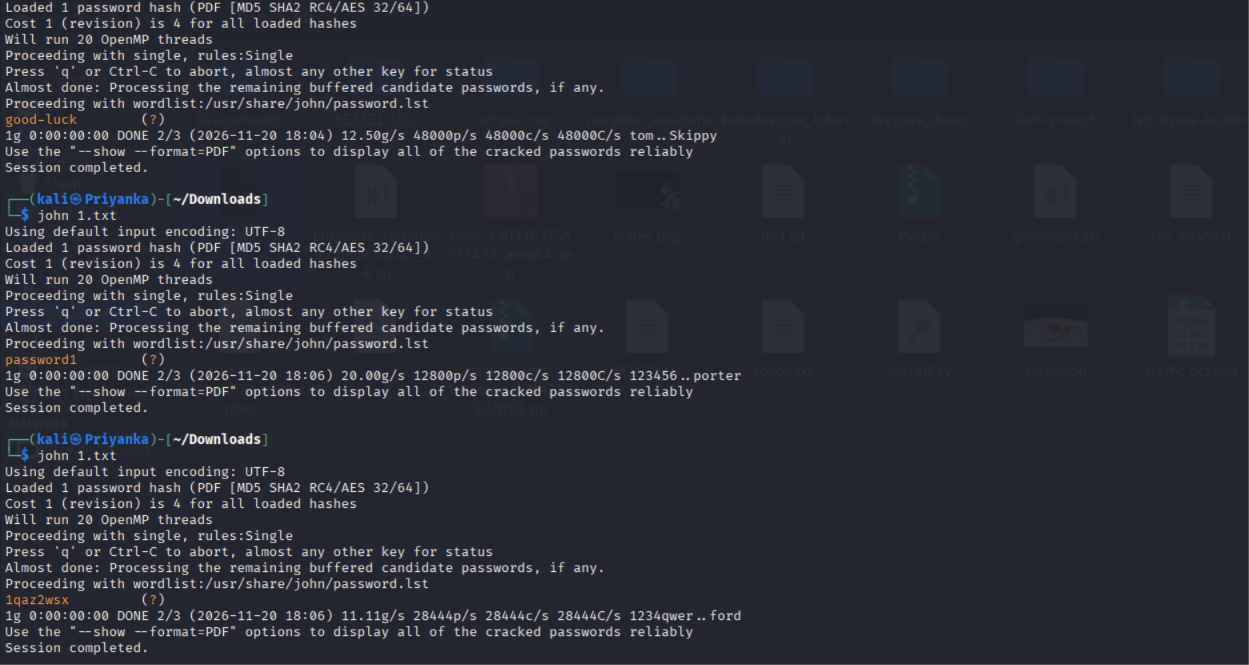 Loaded 1 password hash (PDF [MD5 SHA2 RC4/AES 32/64])
Cost 1 (revision) is 4 for all loaded hashes
Will run 20 OpenMP threads
Proceeding with single, rules:Single
Press 'q' or Ctrl-C to abort, almost any other key for status
Almost done: Processing the remaining buffered candidate passwords, if any.
Proceeding with wordlist:/usr/share/john/password.lst
good-luck        (?)
1g 0:00:00:00 DONE 2/3 (2026-11-20 18:04) 12.50g/s 48000p/s 48000c/s 48000C/s tom..Skippy
Use the "--show --format=PDF" options to display all of the cracked passwords reliably
Session completed.
┌──(kali㉿Priyanka)-[~/Downloads]
└─$ john 1.txt
Using default input encoding: UTF-8
Loaded 1 password hash (PDF [MD5 SHA2 RC4/AES 32/64])
Cost 1 (revision) is 4 for all loaded hashes
Will run 20 OpenMP threads
Proceeding with single, rules:Single
Press 'q' or Ctrl-C to abort, almost any other key for status
Almost done: Processing the remaining buffered candidate passwords, if any.
Proceeding with wordlist:/usr/share/john/password.lst
password1        (?)
1g 0:00:00:00 DONE 2/3 (2026-11-20 18:06) 20.00g/s 12800p/s 12800c/s 12800C/s 123456..porter
Use the "--show --format=PDF" options to display all of the cracked passwords reliably
Session completed.
┌──(kali㉿Priyanka)-[~/Downloads]
└─$ john 1.txt
Using default input encoding: UTF-8
Loaded 1 password hash (PDF [MD5 SHA2 RC4/AES 32/64])
Cost 1 (revision) is 4 for all loaded hashes
Will run 20 OpenMP threads
Proceeding with single, rules:Single
Press 'q' or Ctrl-C to abort, almost any other key for status
Almost done: Processing the remaining buffered candidate passwords, if any.
Proceeding with wordlist:/usr/share/john/password.lst
1qaz2wsx         (?)
1g 0:00:00:00 DONE 2/3 (2026-11-20 18:06) 11.11g/s 28444p/s 28444c/s 28444C/s 1234qwer..ford
Use the "--show --format=PDF" options to display all of the cracked passwords reliably
Session completed.